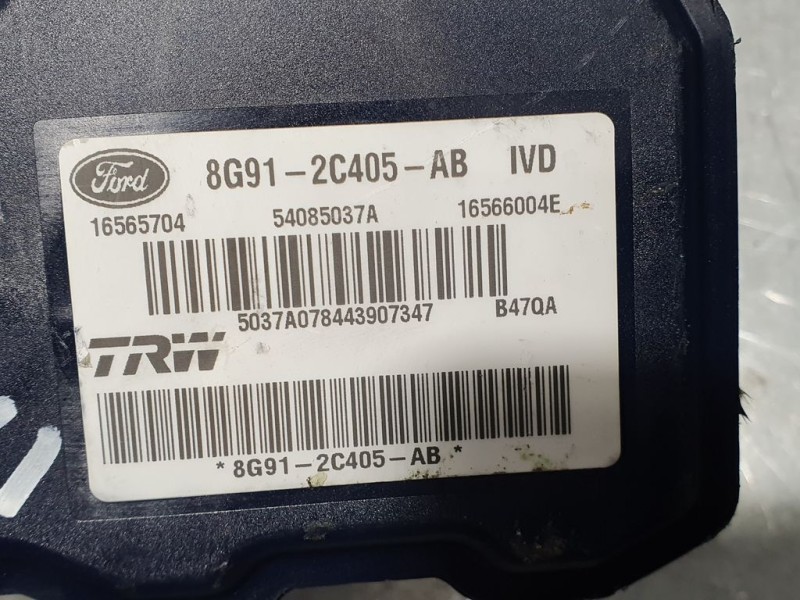 Ford 8G91-2C405-AB IVD
16565704 54085037A 16566004E
5037A078443907347 B47QA
TRW
*8G91-2C405-AB*